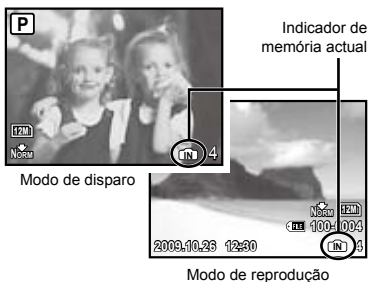 P
Indicador de
memória actual
12M
NORM
IN 4
Modo de disparo
NORM 12M
FILE 100-0004
2009.10.26 12:30
IN 4
Modo de reprodução